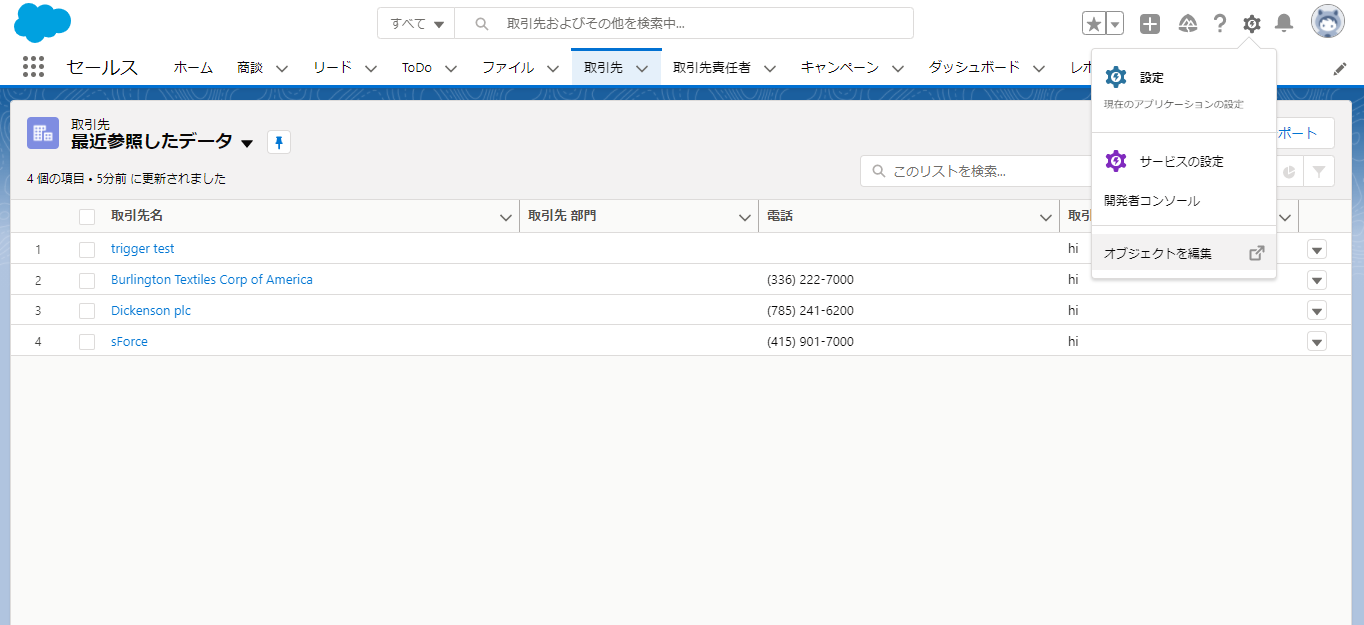 すべて
取引先およびその他を検索中...
セールス
ホーム
商談
リード
ToDo
ファイル
取引先
取引先責任者
キャンペーン
ダッシュボード
レポ
設定
現在のアプリケーションの設定
サービスの設定
開発者コンソール
オブジェクトを編集
取引先
最近参照したデータ
ポート
4 個の項目 • 5分前 に更新されました
このリストを検索...
取引先名 取引先 部門 電話 取引
1 trigger test hi
2 Burlington Textiles Corp of America (336) 222-7000 hi
3 Dickenson plc (785) 241-6200 hi
4 sForce (415) 901-7000 hi